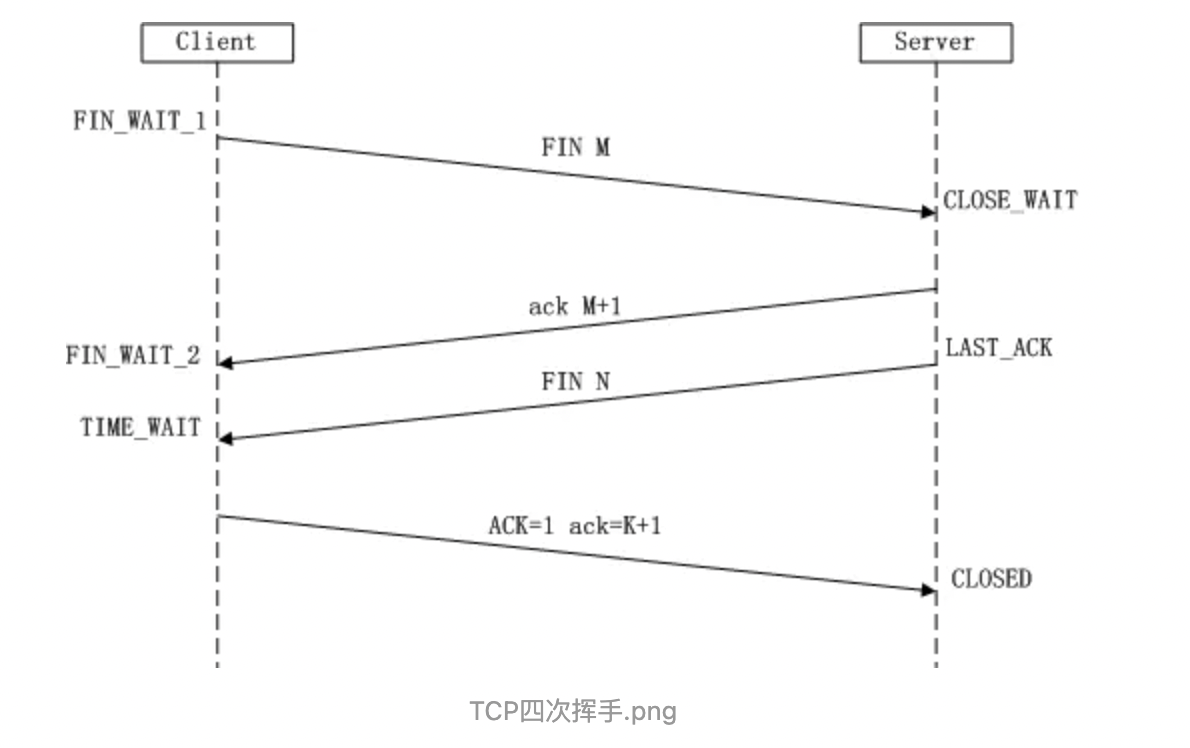 Client
Server
FIN_WAIT_1
FIN M
CLOSE_WAIT
ack M+1
FIN_WAIT_2
LAST_ACK
FIN N
TIME_WAIT
ACK=1 ack=K+1
CLOSED
TCP四次挥手.png